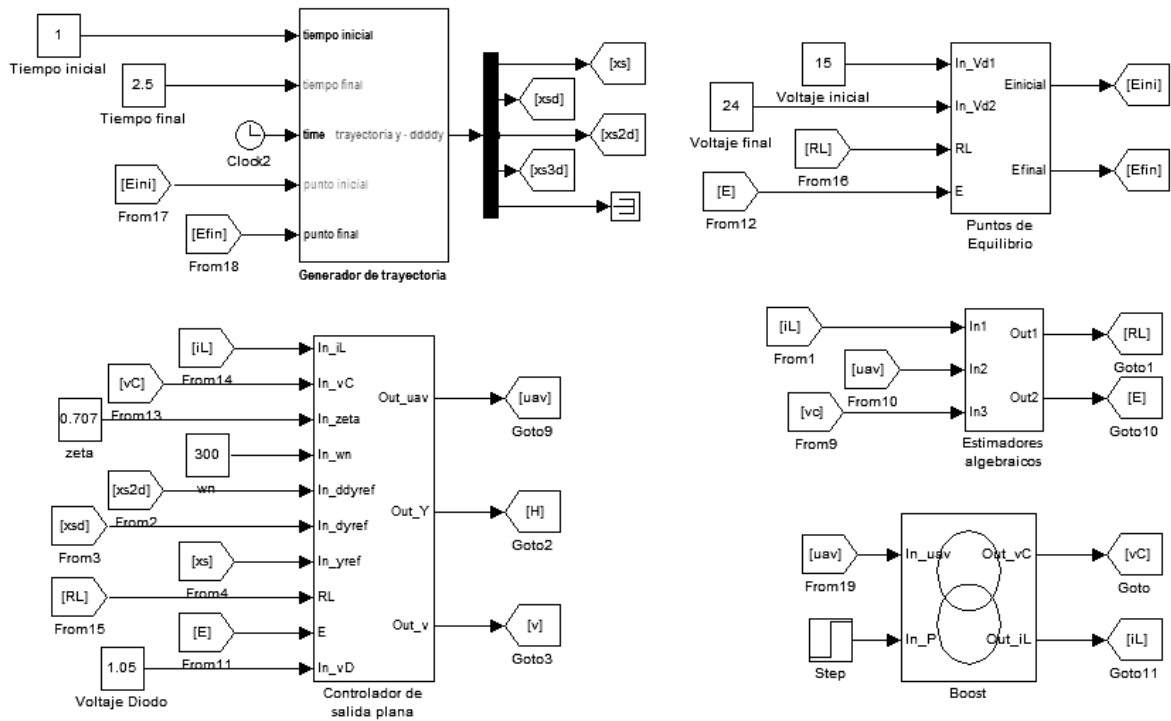 1
Tiempo inicial
2.5
Tiempo final
Clock2
[Eini]
From17
[Efin]
From18
tiempo inicial
tiempo final
time
trayectoria y - ddddy
punto inicial
punto final
Generador de trayectoria
[xs]
[xsd]
[xs2d]
[xs3d]
15
Voltaje inicial
24
Voltaje final
[RL]
From16
[E]
From12
In_Vd1
In_Vd2
RL
E
Einicial
Efinal
Puntos de
Equilibrio
[Eini]
[Efin]
[iL]
From14
[vC]
From13
0.707
zeta
300
wn
[xs2d]
From2
[xsd]
From3
[xs]
From4
[RL]
From15
[E]
From11
1.05
Voltaje Diodo
In_iL
In_vC
In_zeta
In_wn
In_ddyref
In_dyref
In_yref
RL
E
In_vD
Out_uav
Out_Y
Out_v
Controlador de
salida plana
[uav]
Goto9
[H]
Goto2
[v]
Goto3
[iL]
From1
[uav]
From10
[vc]
From9
In1
In2
In3
Out1
Out2
Estimadores
algebraicos
[RL]
Goto1
[E]
Goto10
[uav]
From19
Step
In_uav
In_P
Out_vC
Out_iL
Boost
[vC]
Goto
[iL]
Goto11